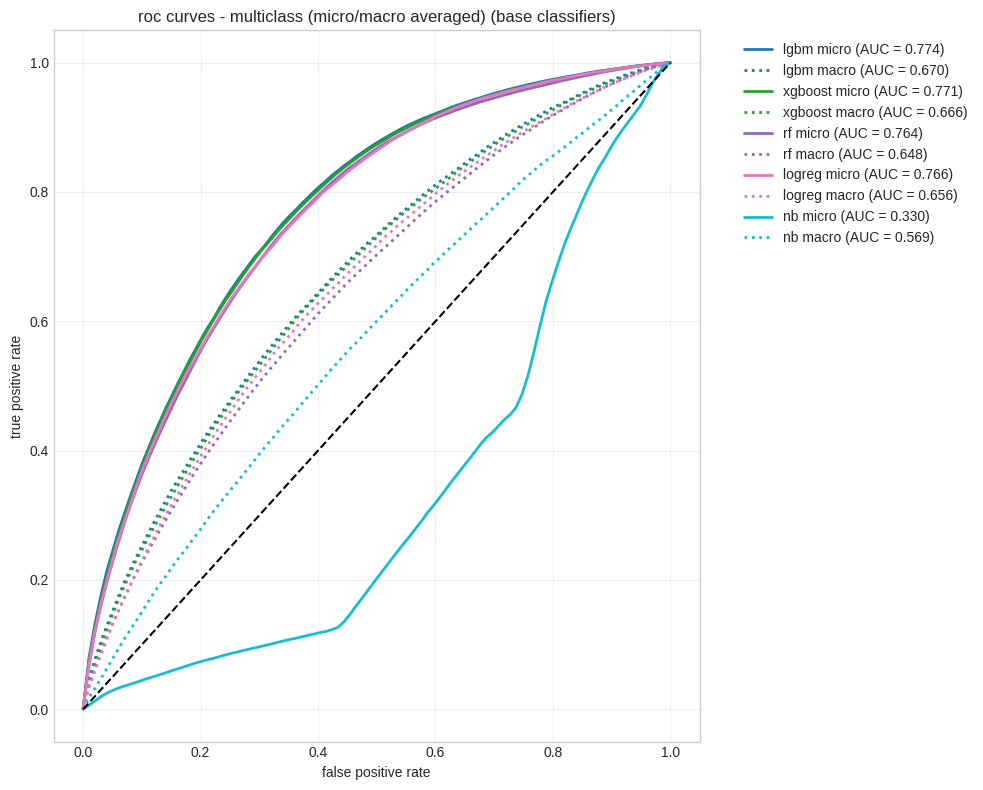 roc curves - multiclass (micro/macro averaged) (base classifiers)
1.0
0.8
0.6
0.4
0.2
0.0
true positive rate
0.0 0.2 0.4 0.6 0.8 1.0
false positive rate
lgbm micro (AUC = 0.774)
lgbm macro (AUC = 0.670)
xgboost micro (AUC = 0.771)
xgboost macro (AUC = 0.666)
rf micro (AUC = 0.764)
rf macro (AUC = 0.648)
logreg micro (AUC = 0.766)
logreg macro (AUC = 0.656)
nb micro (AUC = 0.330)
nb macro (AUC = 0.569)